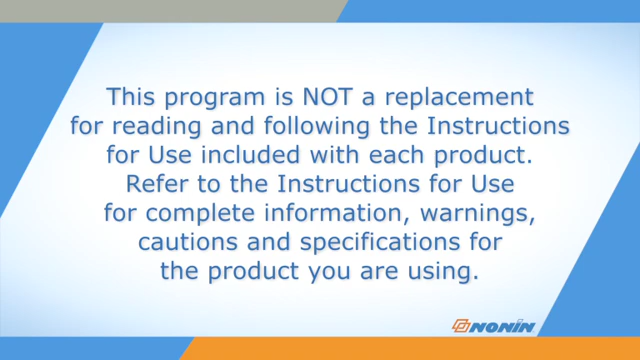 This program is NOT a replacement
for reading and following the Instructions
for Use included with each product.
Refer to the Instructions for Use
for complete information, warnings,
cautions and specifications for
the product you are using.
NONIN